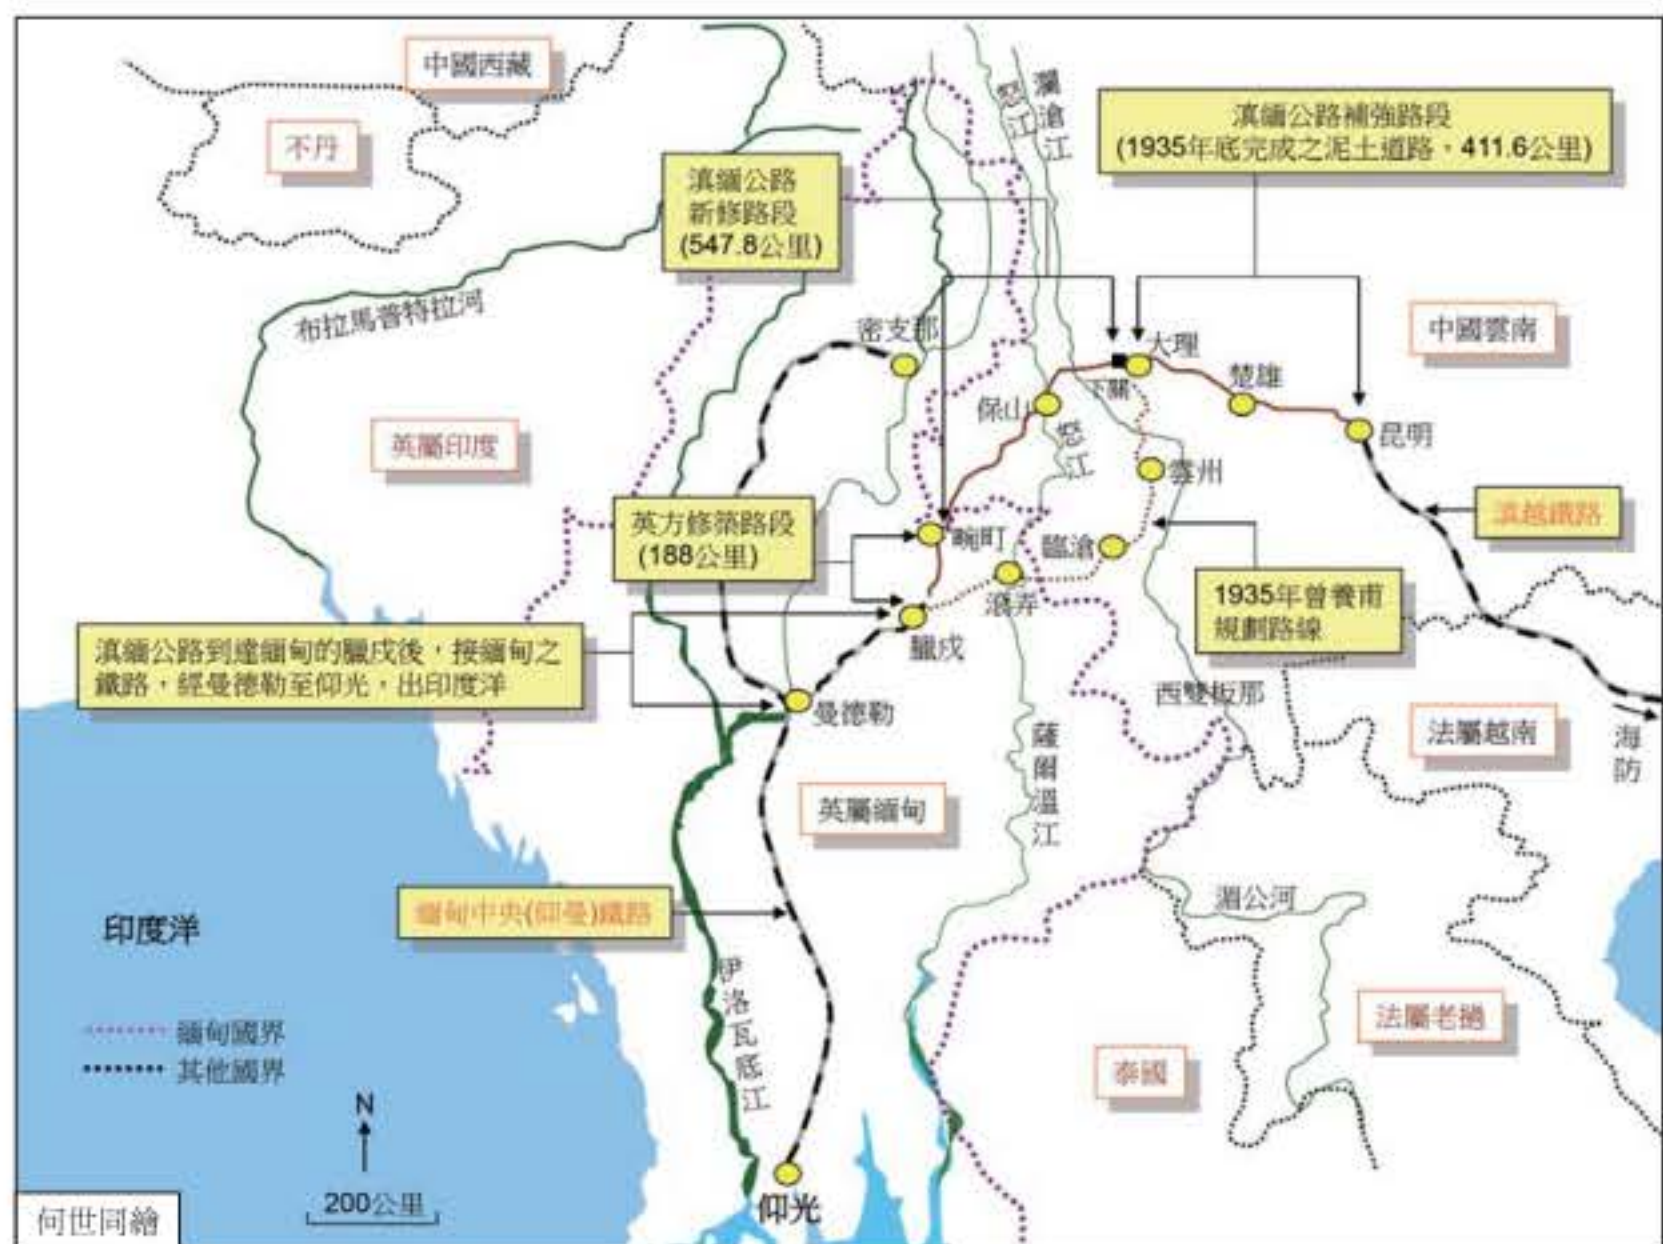 中國西藏
不丹
怒江
瀾滄江
滇緬公路補強路段
(1935年底完成之泥土道路，411.6公里)
滇緬公路
新修路段
(547.8公里)
布拉馬普特拉河
密支那
中國雲南
大理
下關
楚雄
保山
昆明
怒江
英屬印度
雲州
滇越鐵路
英方修築路段
(188公里)
畹町
臨滄
滾弄
1935年曾養甫
規劃路線
臘戍
滇緬公路到達緬甸的臘戍後，接緬甸之
鐵路，經曼德勒至仰光，出印度洋
西雙板那
曼德勒
法屬越南
海防
薩爾溫江
英屬緬甸
湄公河
緬甸中央(仰曼)鐵路
印度洋
伊洛瓦底江
法屬老撾
緬甸國界
其他國界
泰國
N
200公里
仰光
何世同繪